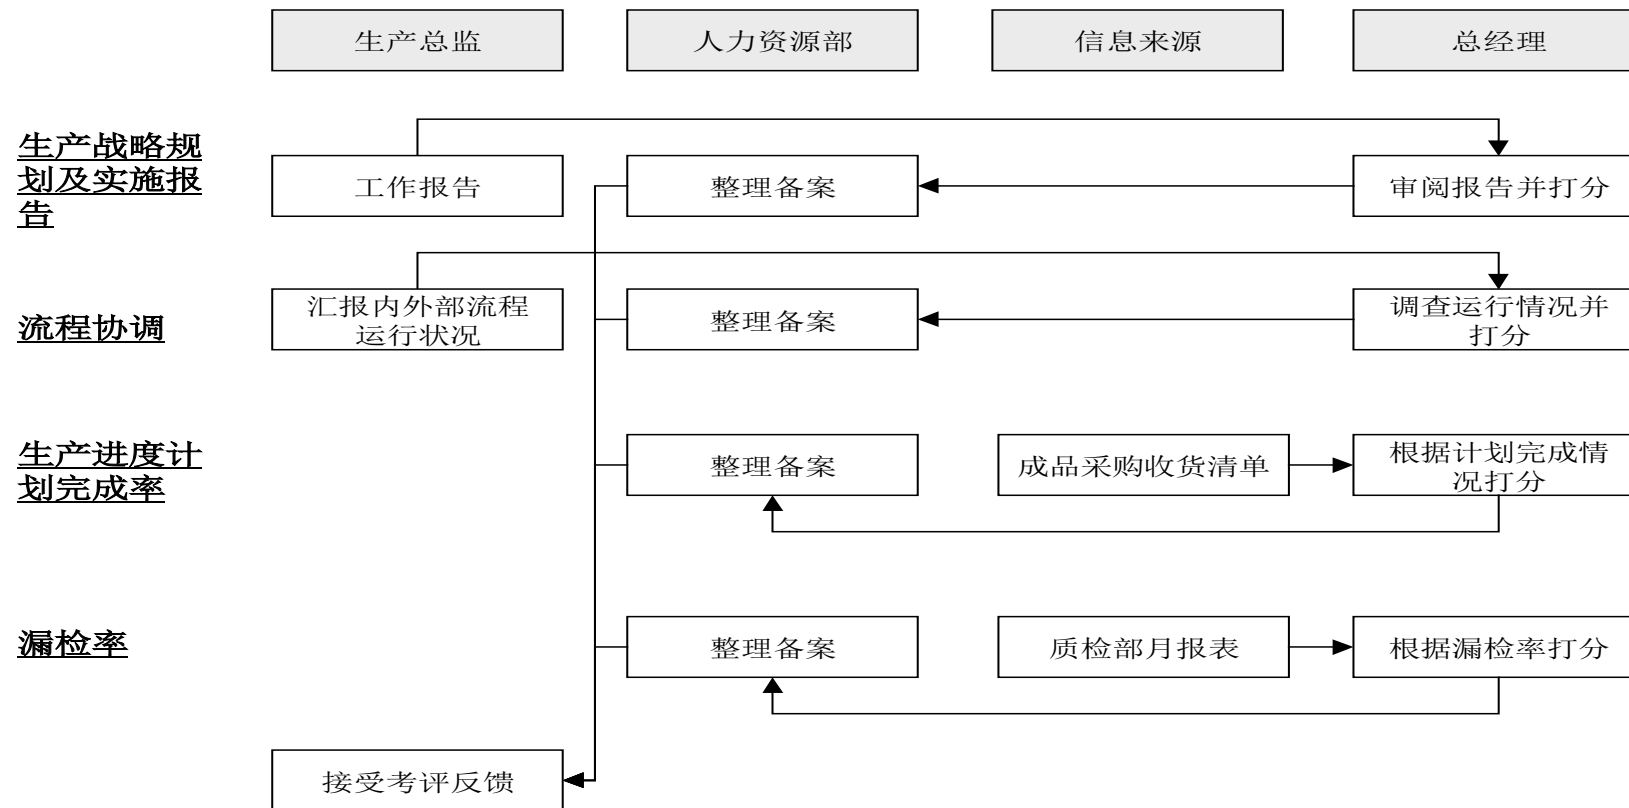 生产总监
人力资源部
信息来源
总经理
生产战略规
划及实施报
告
工作报告
整理备案
审阅报告并打分
流程协调
汇报内外部流程
运行状况
整理备案
调查运行情况并
打分
生产进度计
划完成率
整理备案
成品采购收货清单
根据计划完成情
况打分
漏检率
整理备案
质检部月报表
根据漏检率打分
接受考评反馈